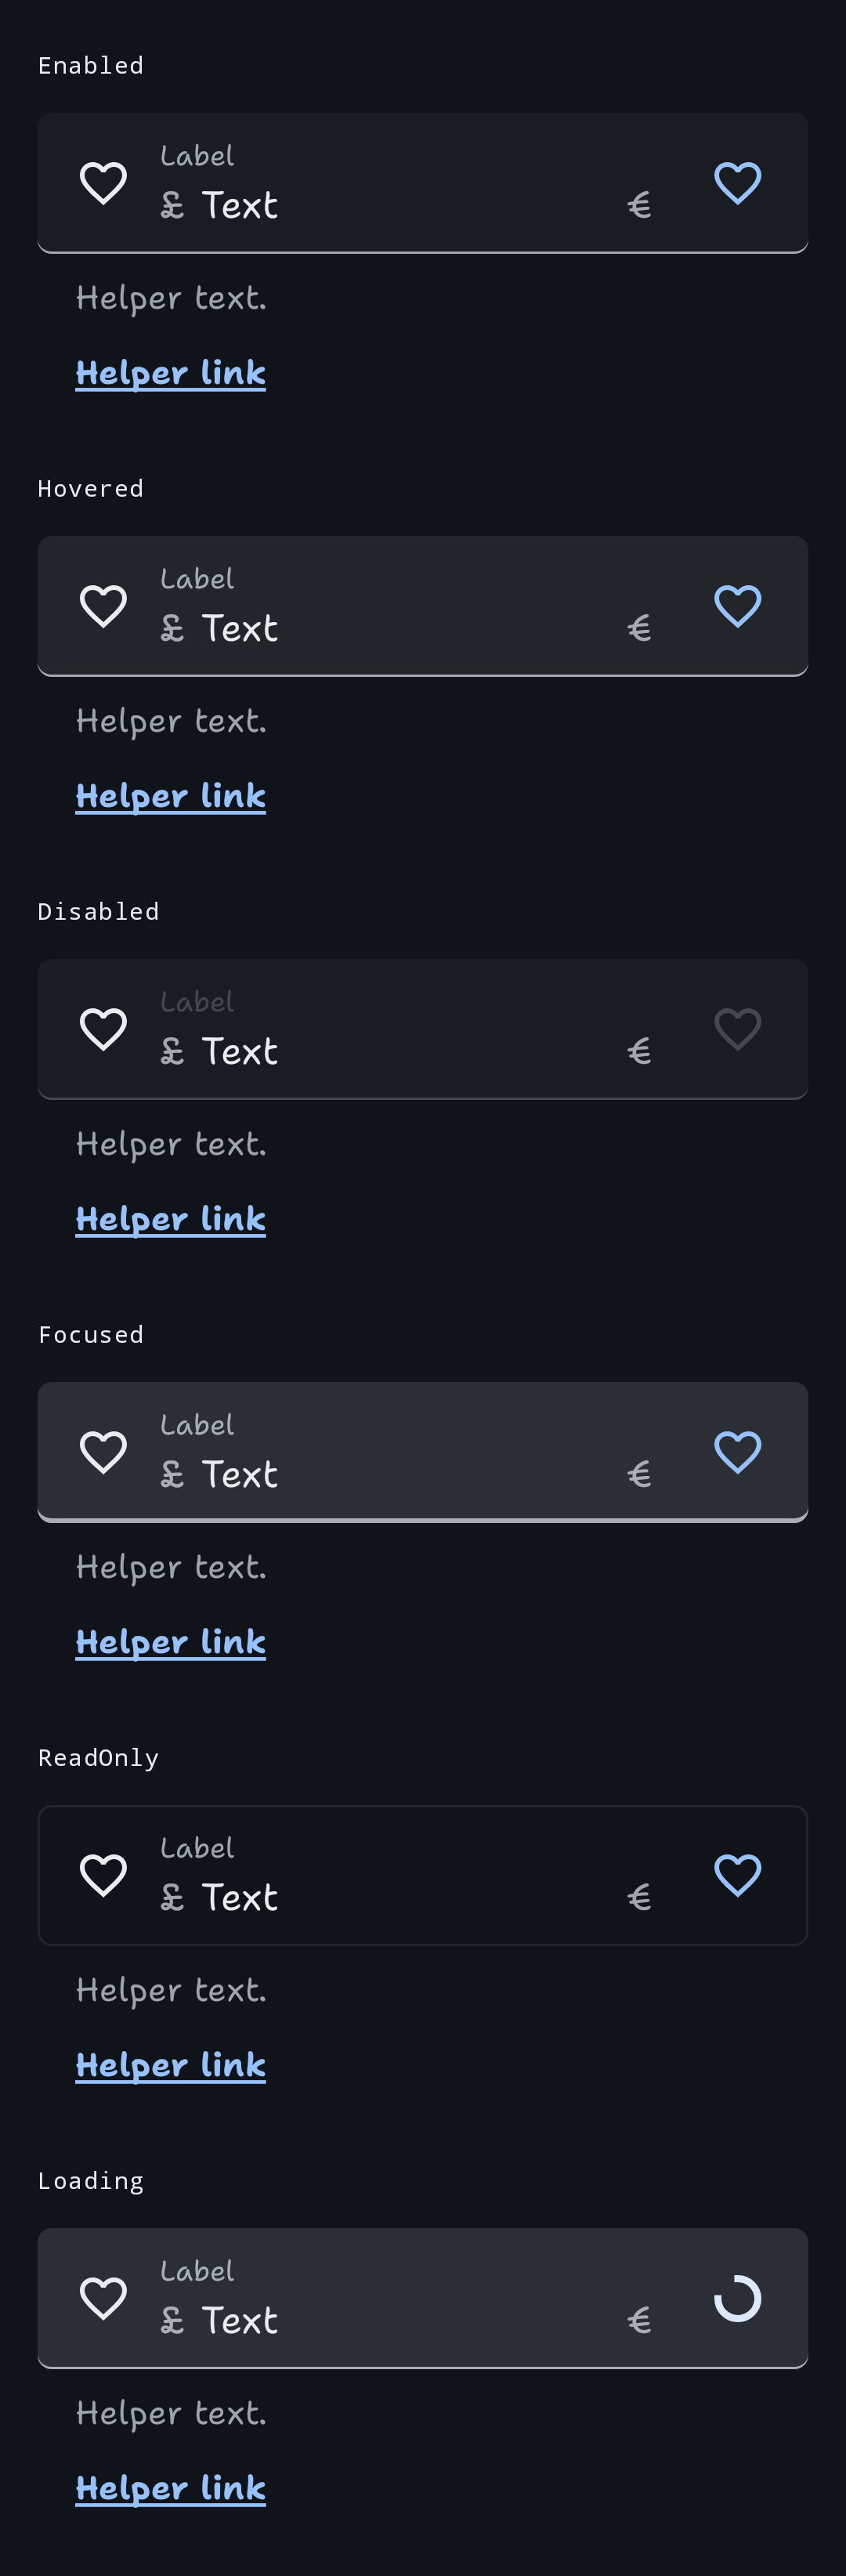 Enabled
Label
£ Text €
Helper text.
Helper link
Hovered
Label
£ Text €
Helper text.
Helper link
Disabled
Label
£ Text €
Helper text.
Helper link
Focused
Label
£ Text €
Helper text.
Helper link
ReadOnly
Label
£ Text €
Helper text.
Helper link
Loading
Label
£ Text €
Helper text.
Helper link